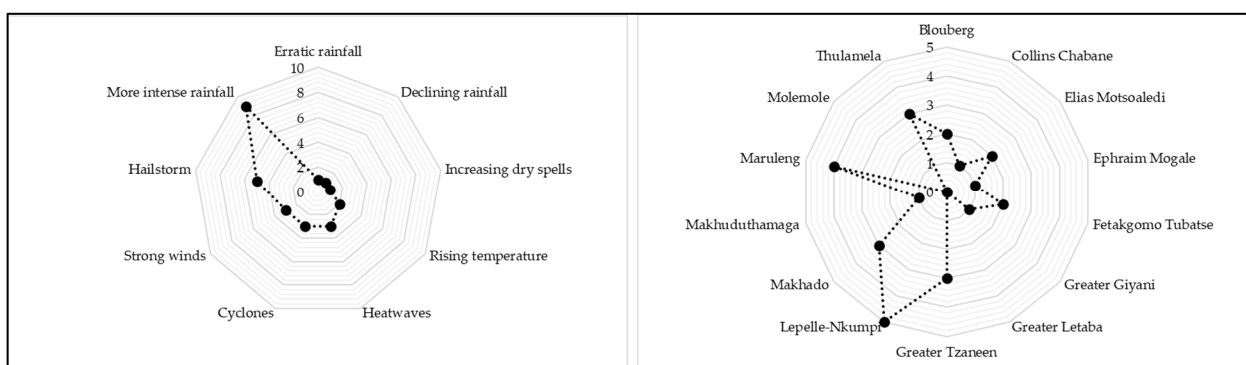 Erratic rainfall
Declining rainfall
Increasing dry spells
Rising temperature
Heatwaves
Cyclones
Strong winds
Hailstorm
More intense rainfall
10
8
6
4
2
0
Blouberg
Collins Chabane
Elias Motsoaledi
Ephraim Mogale
Fetakgomo Tubatse
Greater Giyani
Greater Letaba
Greater Tzaneen
Lepelle-Nkumpi
Makhado
Makhuduthamaga
Maruleng
Molemole
Thulamela
5
4
3
2
1
0